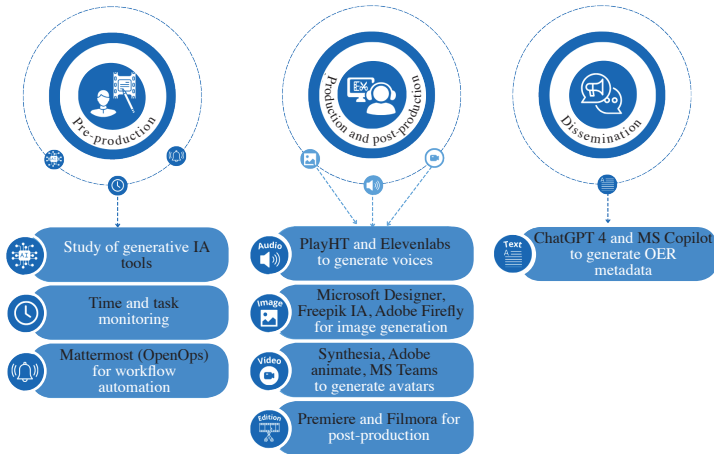 Pre-production
AI
Study of generative IA
tools
Time and task
monitoring
Mattermost (OpenOps)
for workflow
automation
Production and post-production
Audio
PlayHT and Elevenlabs
to generate voices
Image
Microsoft Designer,
Freepik IA, Adobe Firefly
for image generation
Video
Synthesia, Adobe
animate, MS Teams
to generate avatars
Edition
Premiere and Filmora for
post-production
Dissemination
Text
A
ChatGPT 4 and MS Copilot
to generate OER
metadata